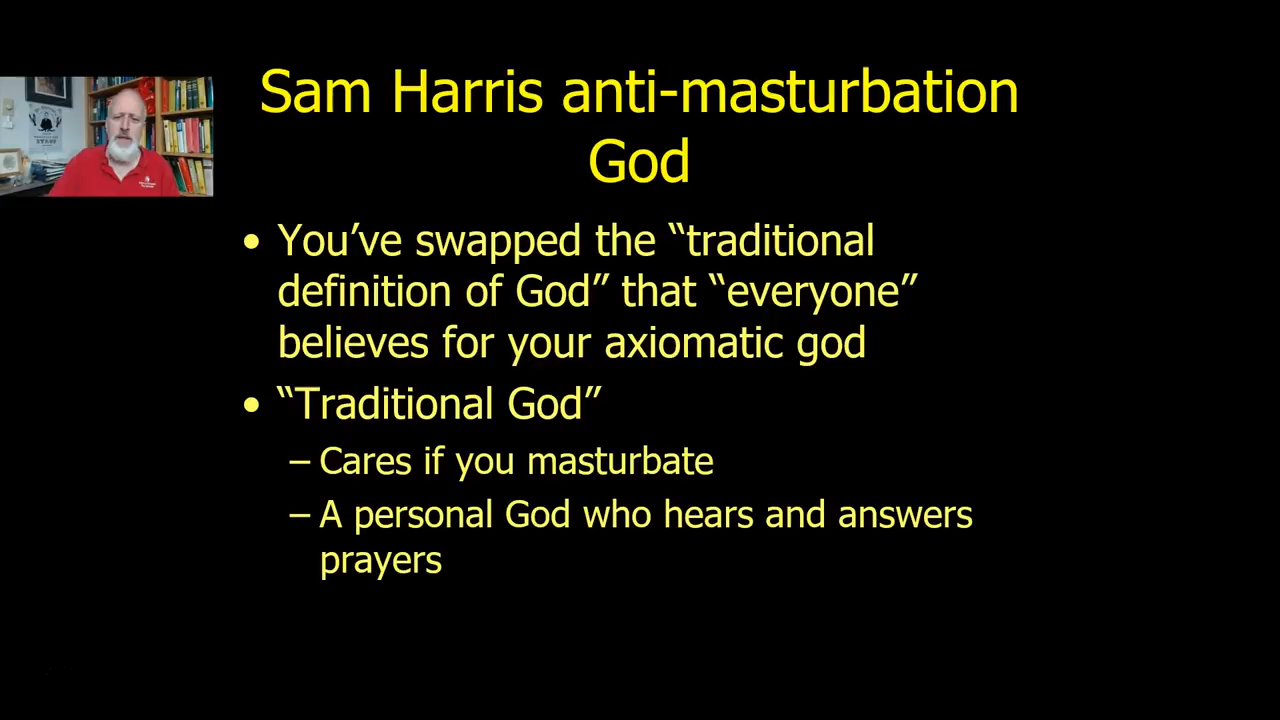 Sam Harris anti-masturbation
God
• You’ve swapped the “traditional
definition of God” that “everyone”
believes for your axiomatic god
• “Traditional God”
– Cares if you masturbate
– A personal God who hears and answers
prayers